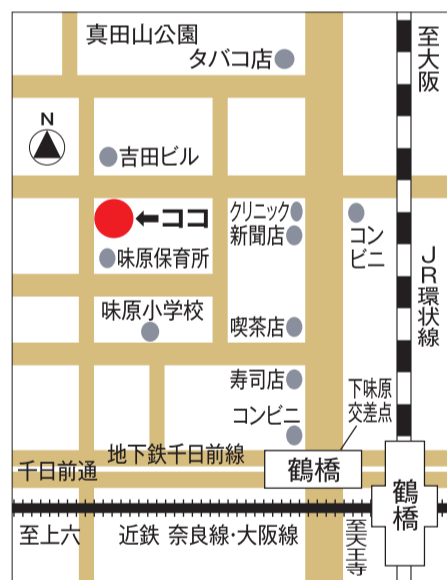 真田山公園
タバコ店
至大阪
N
吉田ビル
←ココ
クリニック
新聞店
コン
ビニ
味原保育所
JR環状線
味原小学校
喫茶店
寿司店
下味原
交差点
コンビニ
地下鉄千日前線
千日前通
鶴橋
鶴橋
至上六
近鉄 奈良線・大阪線
至天王寺